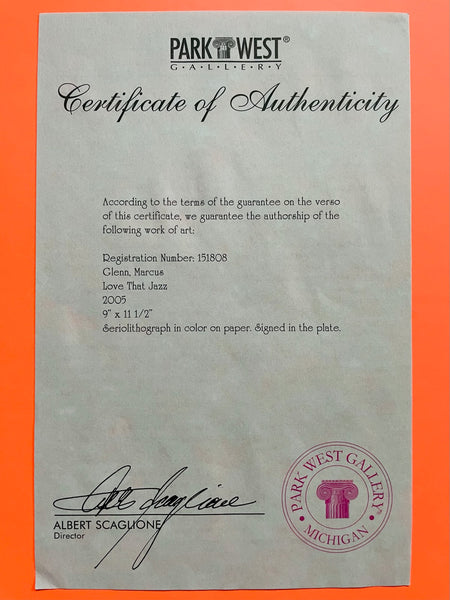 PARK WEST®
G•A•L•L•E•R•Y
Certificate of Authenticity
According to the terms of the guarantee on the verso
of this certificate, we guarantee the authorship of the
following work of art:
Registration Number: 151808
Glenn, Marcus
Love That Jazz
2005
9" x 11 1/2"
Seriolithograph in color on paper. Signed in the plate.
ALBERT SCAGLIONE
Director
PARK WEST GALLERY
• MICHIGAN •